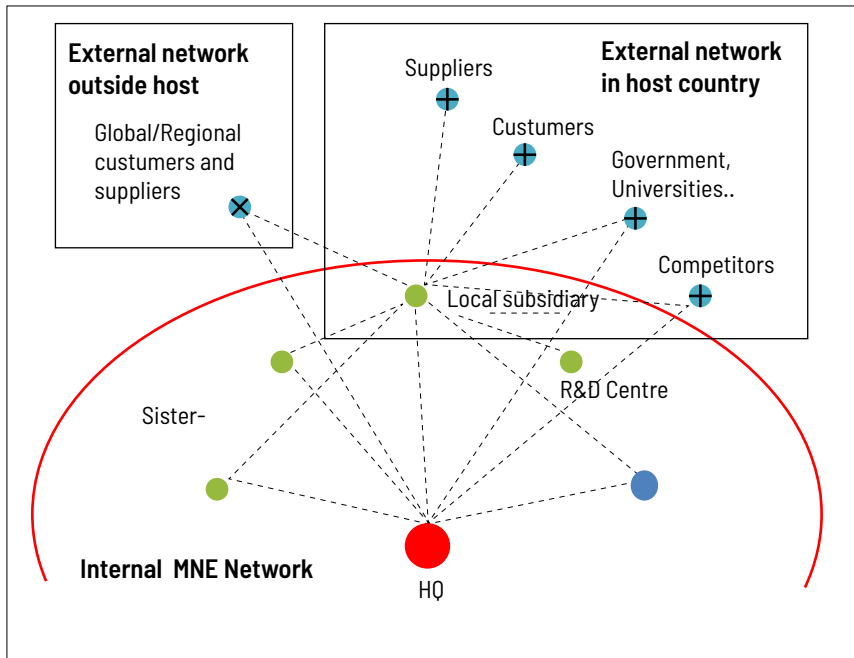 External network
outside host
Global/Regional
custumers and
suppliers
External network
in host country
Suppliers
Custumers
Government,
Universities..
Competitors
Local subsidiary
R&D Centre
Sister-
Internal MNE Network
HQ